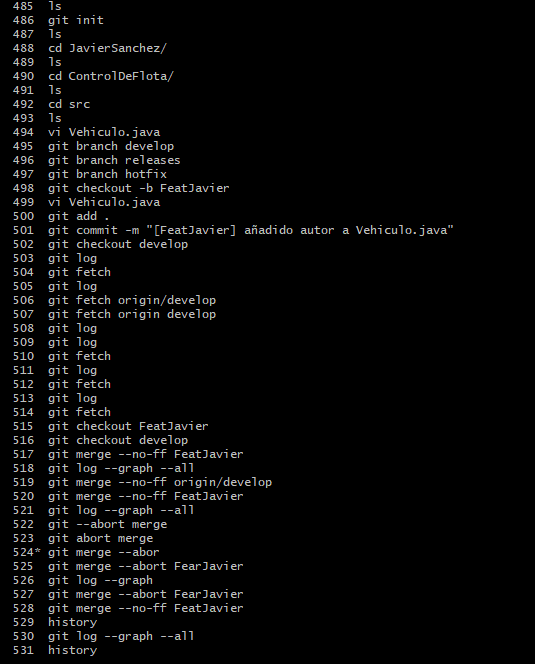 485 ls
486 git init
487 ls
488 cd JavierSanchez/
489 ls
490 cd ControlDeFlota/
491 ls
492 cd src
493 ls
494 vi Vehiculo.java
495 git branch develop
496 git branch releases
497 git branch hotfix
498 git checkout -b FeatJavier
499 vi Vehiculo.java
500 git add .
501 git commit -m "[FeatJavier] añadido autor a Vehiculo.java"
502 git checkout develop
503 git log
504 git fetch
505 git log
506 git fetch origin/develop
507 git fetch origin develop
508 git log
509 git log
510 git fetch
511 git log
512 git fetch
513 git log
514 git fetch
515 git checkout FeatJavier
516 git checkout develop
517 git merge --no-ff FeatJavier
518 git log --graph --all
519 git merge --no-ff origin/develop
520 git merge --no-ff FeatJavier
521 git log --graph --all
522 git --abort merge
523 git abort merge
524* git merge --abor
525 git merge --abort FearJavier
526 git log --graph
527 git merge --abort FearJavier
528 git merge --no-ff FeatJavier
529 history
530 git log --graph --all
531 history